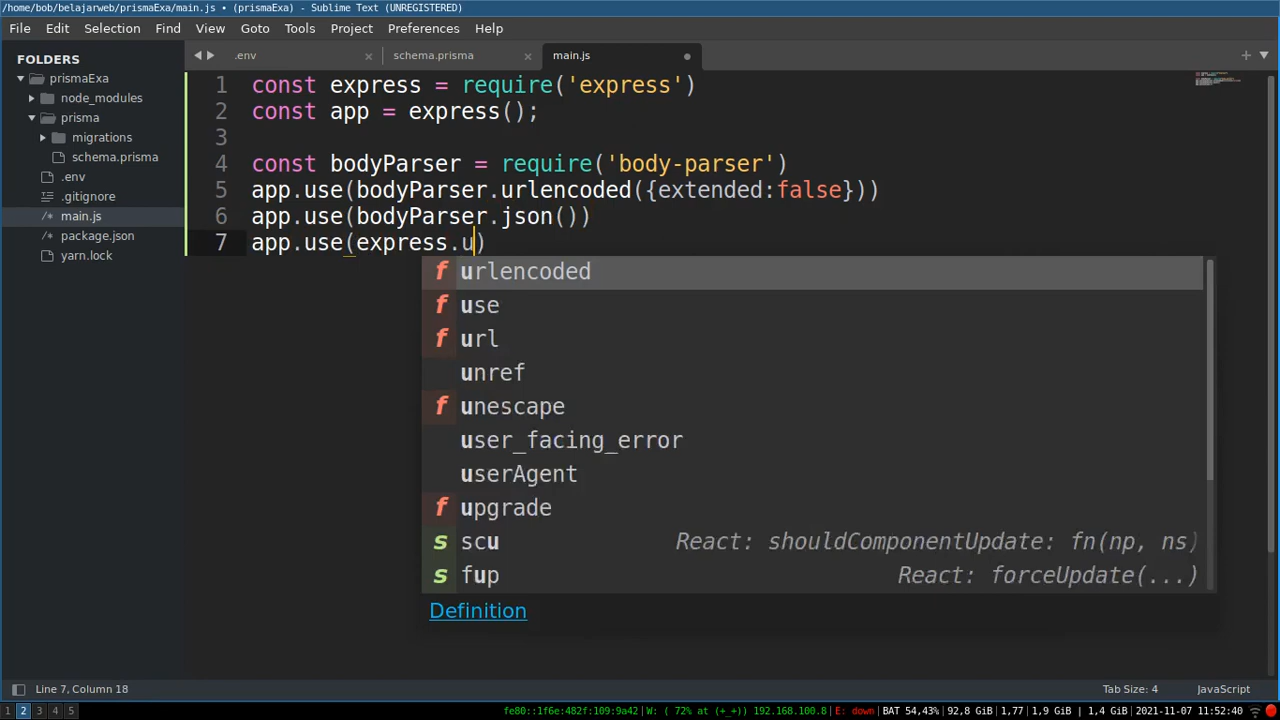 /home/bob/belajarweb/prismaExa/main.js • (prismaExa) - Sublime Text (UNREGISTERED)
File Edit Selection Find View Goto Tools Project Preferences Help
FOLDERS
prismaExa
node_modules
prisma
migrations
schema.prisma
.env
.gitignore
main.js
package.json
yarn.lock
.env schema.prisma main.js
1 const express = require('express')
2 const app = express();
3
4 const bodyParser = require('body-parser')
5 app.use(bodyParser.urlencoded({extended:false}))
6 app.use(bodyParser.json())
7 app.use(express.u)
f urlencoded
f use
f url
unref
f unescape
user_facing_error
userAgent
f upgrade
s scu React: shouldComponentUpdate: fn(np, ns)
s fup React: forceUpdate(...)
Definition
Line 7, Column 18 Tab Size: 4 JavaScript
1 2 3 4 5 fe80::1f6e:482f:109:9a42 | W: ( 72% at (+_+)) 192.168.100.8 | E: down | BAT 54,43% | 92,8 GiB | 1,77 | 1,9 GiB | 1,4 GiB | 2021-11-07 11:52:40